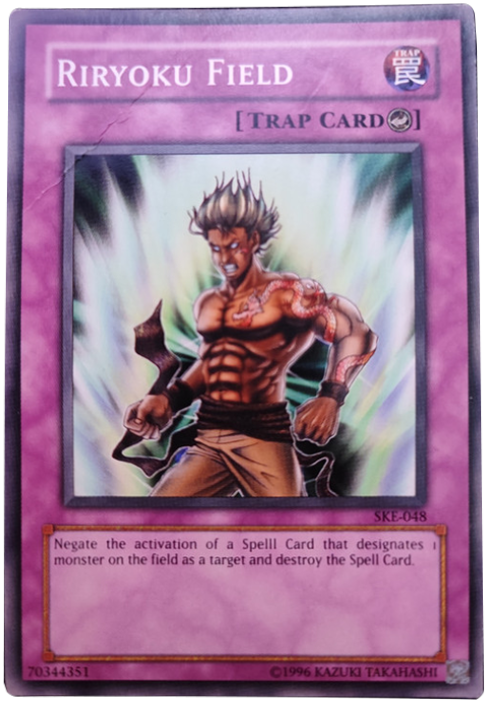 RIRYOKU FIELD
TRAP
罠
[TRAP CARD]
SKE-048
Negate the activation of a Spelll Card that designates 1
monster on the field as a target and destroy the Spell Card.
70344351
©1996 KAZUKI TAKAHASHI